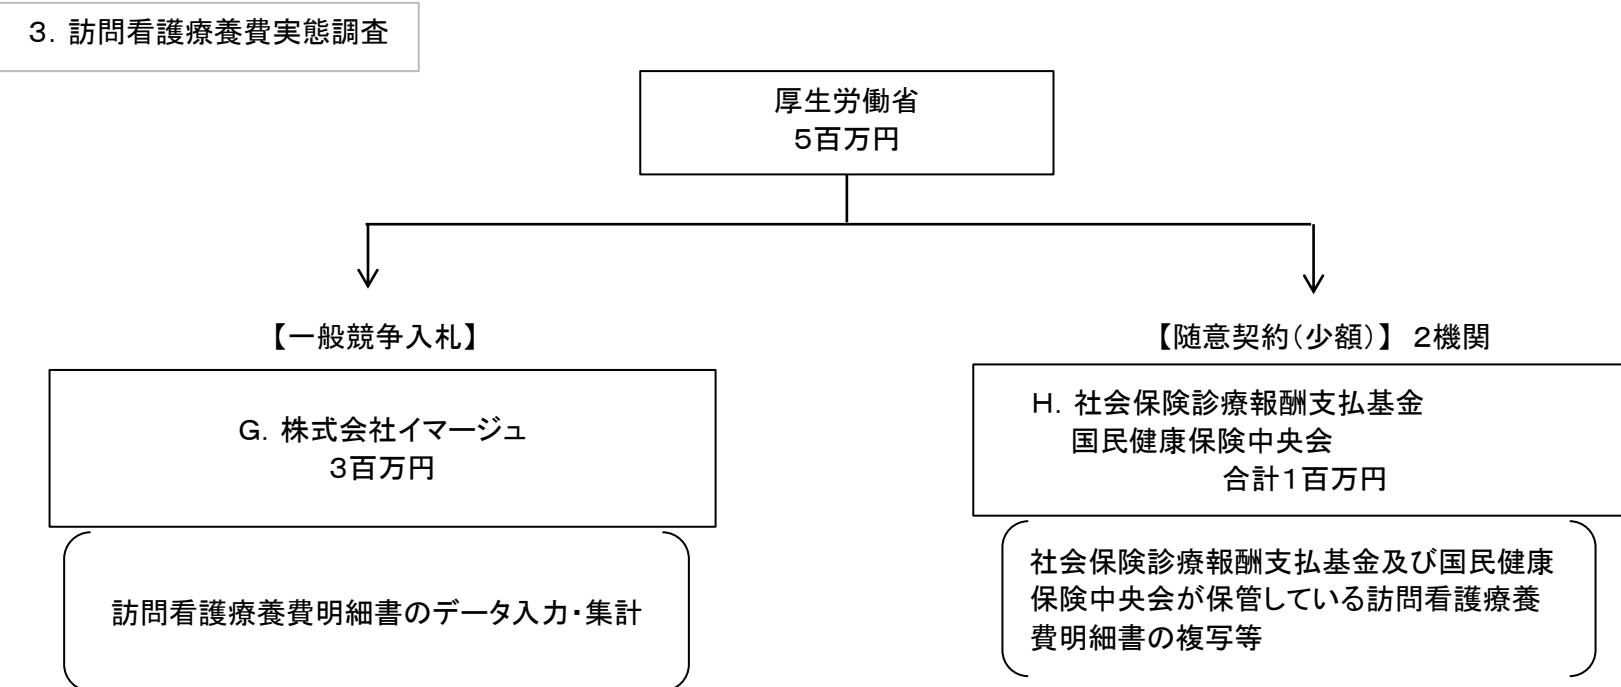 ３．訪問看護療養費実態調査
厚生労働省
５百万円
【一般競争入札】
G．株式会社イマージュ
３百万円
訪問看護療養費明細書のデータ入力・集計
【随意契約（少額）】 ２機関
H．社会保険診療報酬支払基金
国民健康保険中央会
合計１百万円
社会保険診療報酬支払基金及び国民健康
保険中央会が保管している訪問看護療養
費明細書の複写等